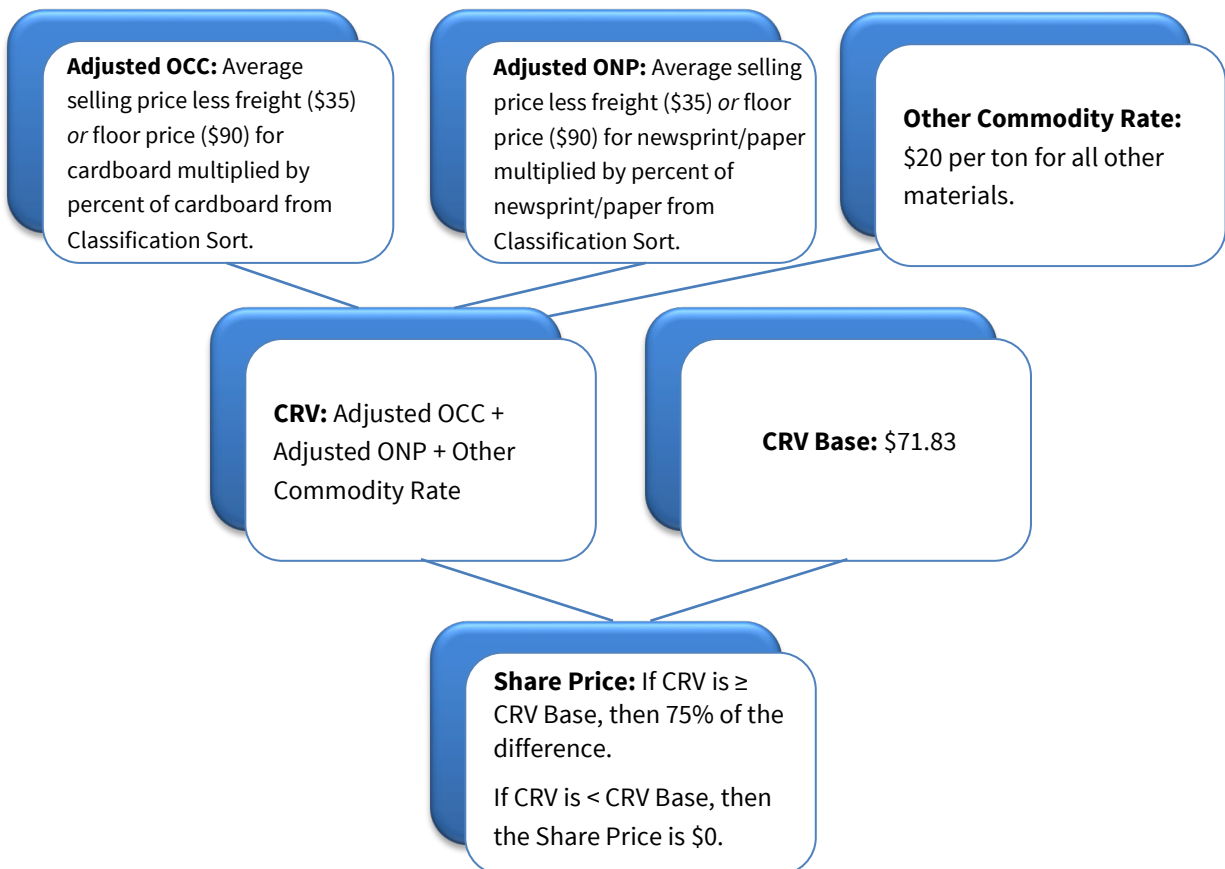 Adjusted OCC: Average
selling price less freight ($35)
or floor price ($90) for
cardboard multiplied by
percent of cardboard from
Classification Sort.
Adjusted ONP: Average selling
price less freight ($35) or floor
price ($90) for newsprint/paper
multiplied by percent of
newsprint/paper from
Classification Sort.
Other Commodity Rate:
$20 per ton for all other
materials.
CRV: Adjusted OCC +
Adjusted ONP + Other
Commodity Rate
CRV Base: $71.83
Share Price: If CRV is ≥
CRV Base, then 75% of the
difference.
If CRV is < CRV Base, then
the Share Price is $0.